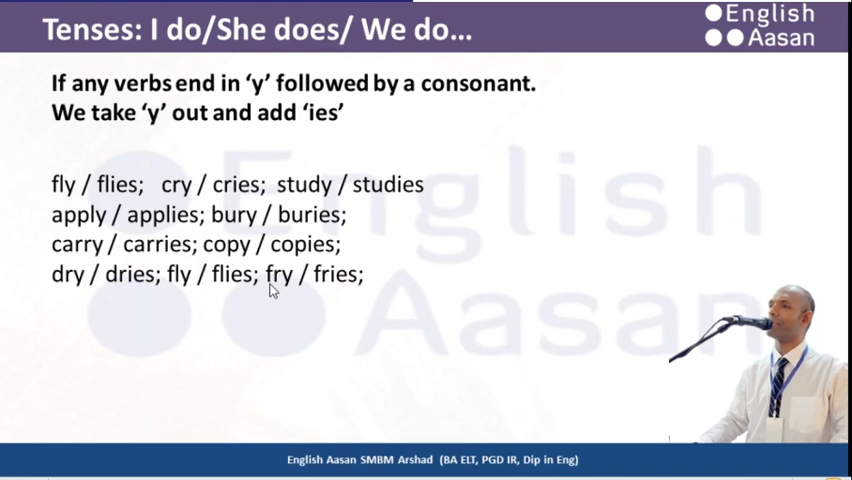 Tenses: I do/She does/ We do...
English
Aasan
If any verbs end in ‘y’ followed by a consonant.
We take ‘y’ out and add ‘ies’
fly / flies; cry / cries; study / studies
apply / applies; bury / buries;
carry / carries; copy / copies;
dry / dries; fly / flies; fry / fries;
English
Aasan
English Aasan SMBM Arshad (BA ELT, PGD IR, Dip in Eng)